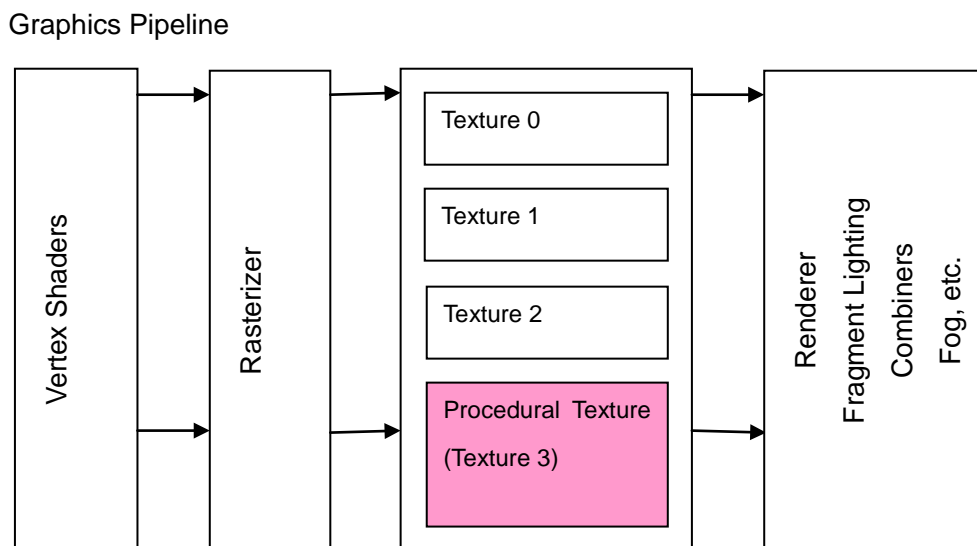 Graphics Pipeline
Vertex Shaders
Rasterizer
Texture 0
Texture 1
Texture 2
Procedural Texture
(Texture 3)
Renderer
Fragment Lighting
Combiners
Fog, etc.